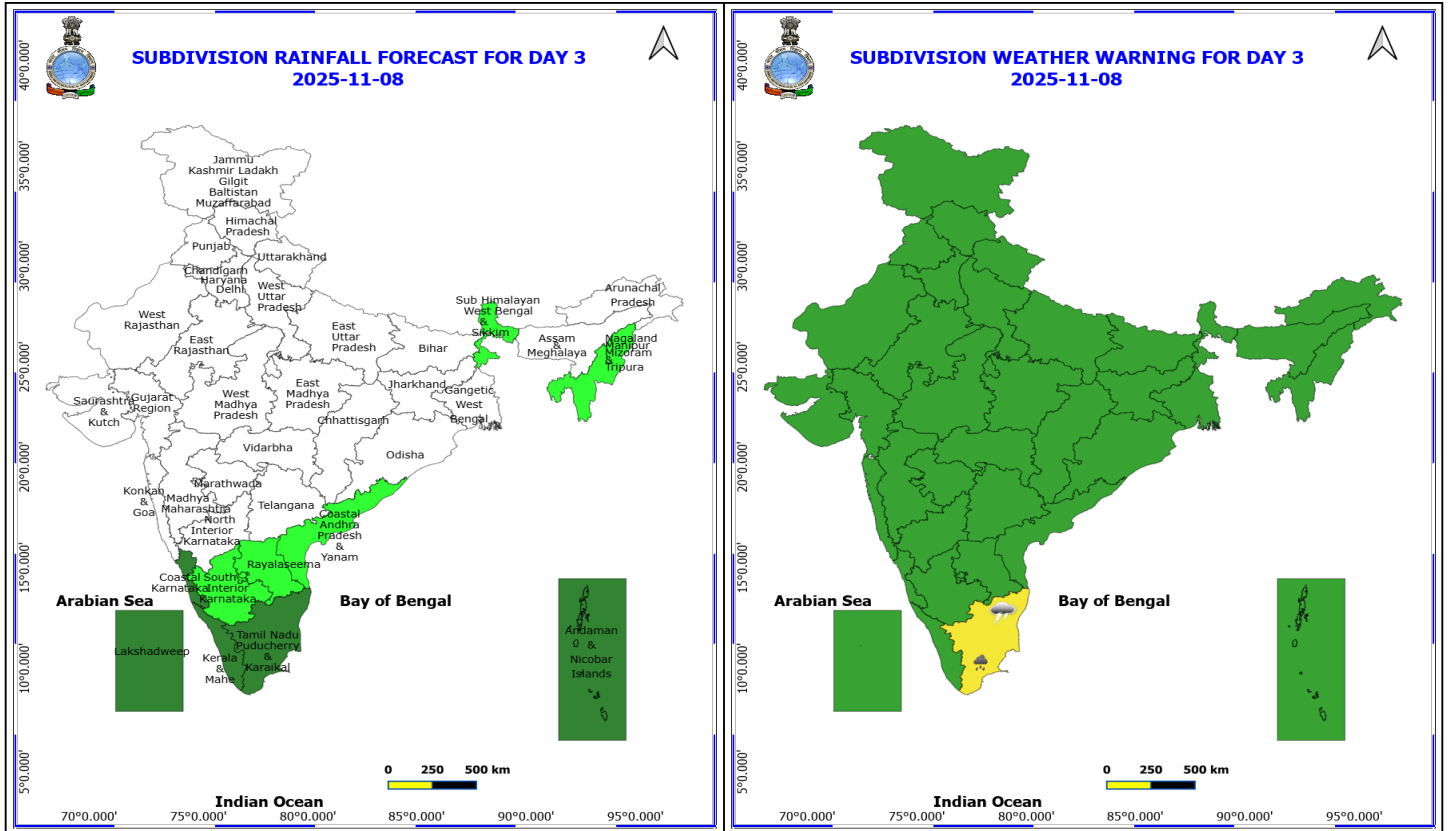 SUBDIVISION RAINFALL FORECAST FOR DAY 3
2025-11-08
40°0.000'
35°0.000'
30°0.000'
25°0.000'
20°0.000'
15°0.000'
10°0.000'
5°0.000'
Jammu
Kashmir Ladakh
Gilgit
Baltistan
Muzaffarabad
Himachal
Pradesh
Punjab
Uttarakhand
Chandigarh
Haryana
Delhi
West
Uttar
Pradesh
Arunachal
Pradesh
Sub Himalayan
West Bengal
&
Sikkim
West
Rajasthan
East
Rajasthan
East
Uttar
Pradesh
Bihar
Assam
&
Meghalaya
Nagaland
Manipur
Mizoram
&
Tripura
Saurashtra
&
Kutch
Gujarat
Region
West
Madhya
Pradesh
East
Madhya
Pradesh
Jharkhand
Gangetic
West
Bengal
Chhattisgarh
Vidarbha
Odisha
Konkan
&
Goa
Marathwada
Madhya
Maharashtra
Telangana
North
Interior
Karnataka
Coastal
Andhra
Pradesh
&
Yanam
Rayalaseema
Coastal
Karnataka
South
Interior
Karnataka
Arabian Sea
Bay of Bengal
Lakshadweep
Kerala
&
Mahe
Tamil Nadu
Puducherry
&
Karaikal
Andaman
&
Nicobar
Islands
0 250 500 km
Indian Ocean
70°0.000' 75°0.000' 80°0.000' 85°0.000' 90°0.000' 95°0.000'
SUBDIVISION WEATHER WARNING FOR DAY 3
2025-11-08
40°0.000'
35°0.000'
30°0.000'
25°0.000'
20°0.000'
15°0.000'
10°0.000'
5°0.000'
Arabian Sea
Bay of Bengal
0 250 500 km
Indian Ocean
70°0.000' 75°0.000' 80°0.000' 85°0.000' 90°0.000' 95°0.000'